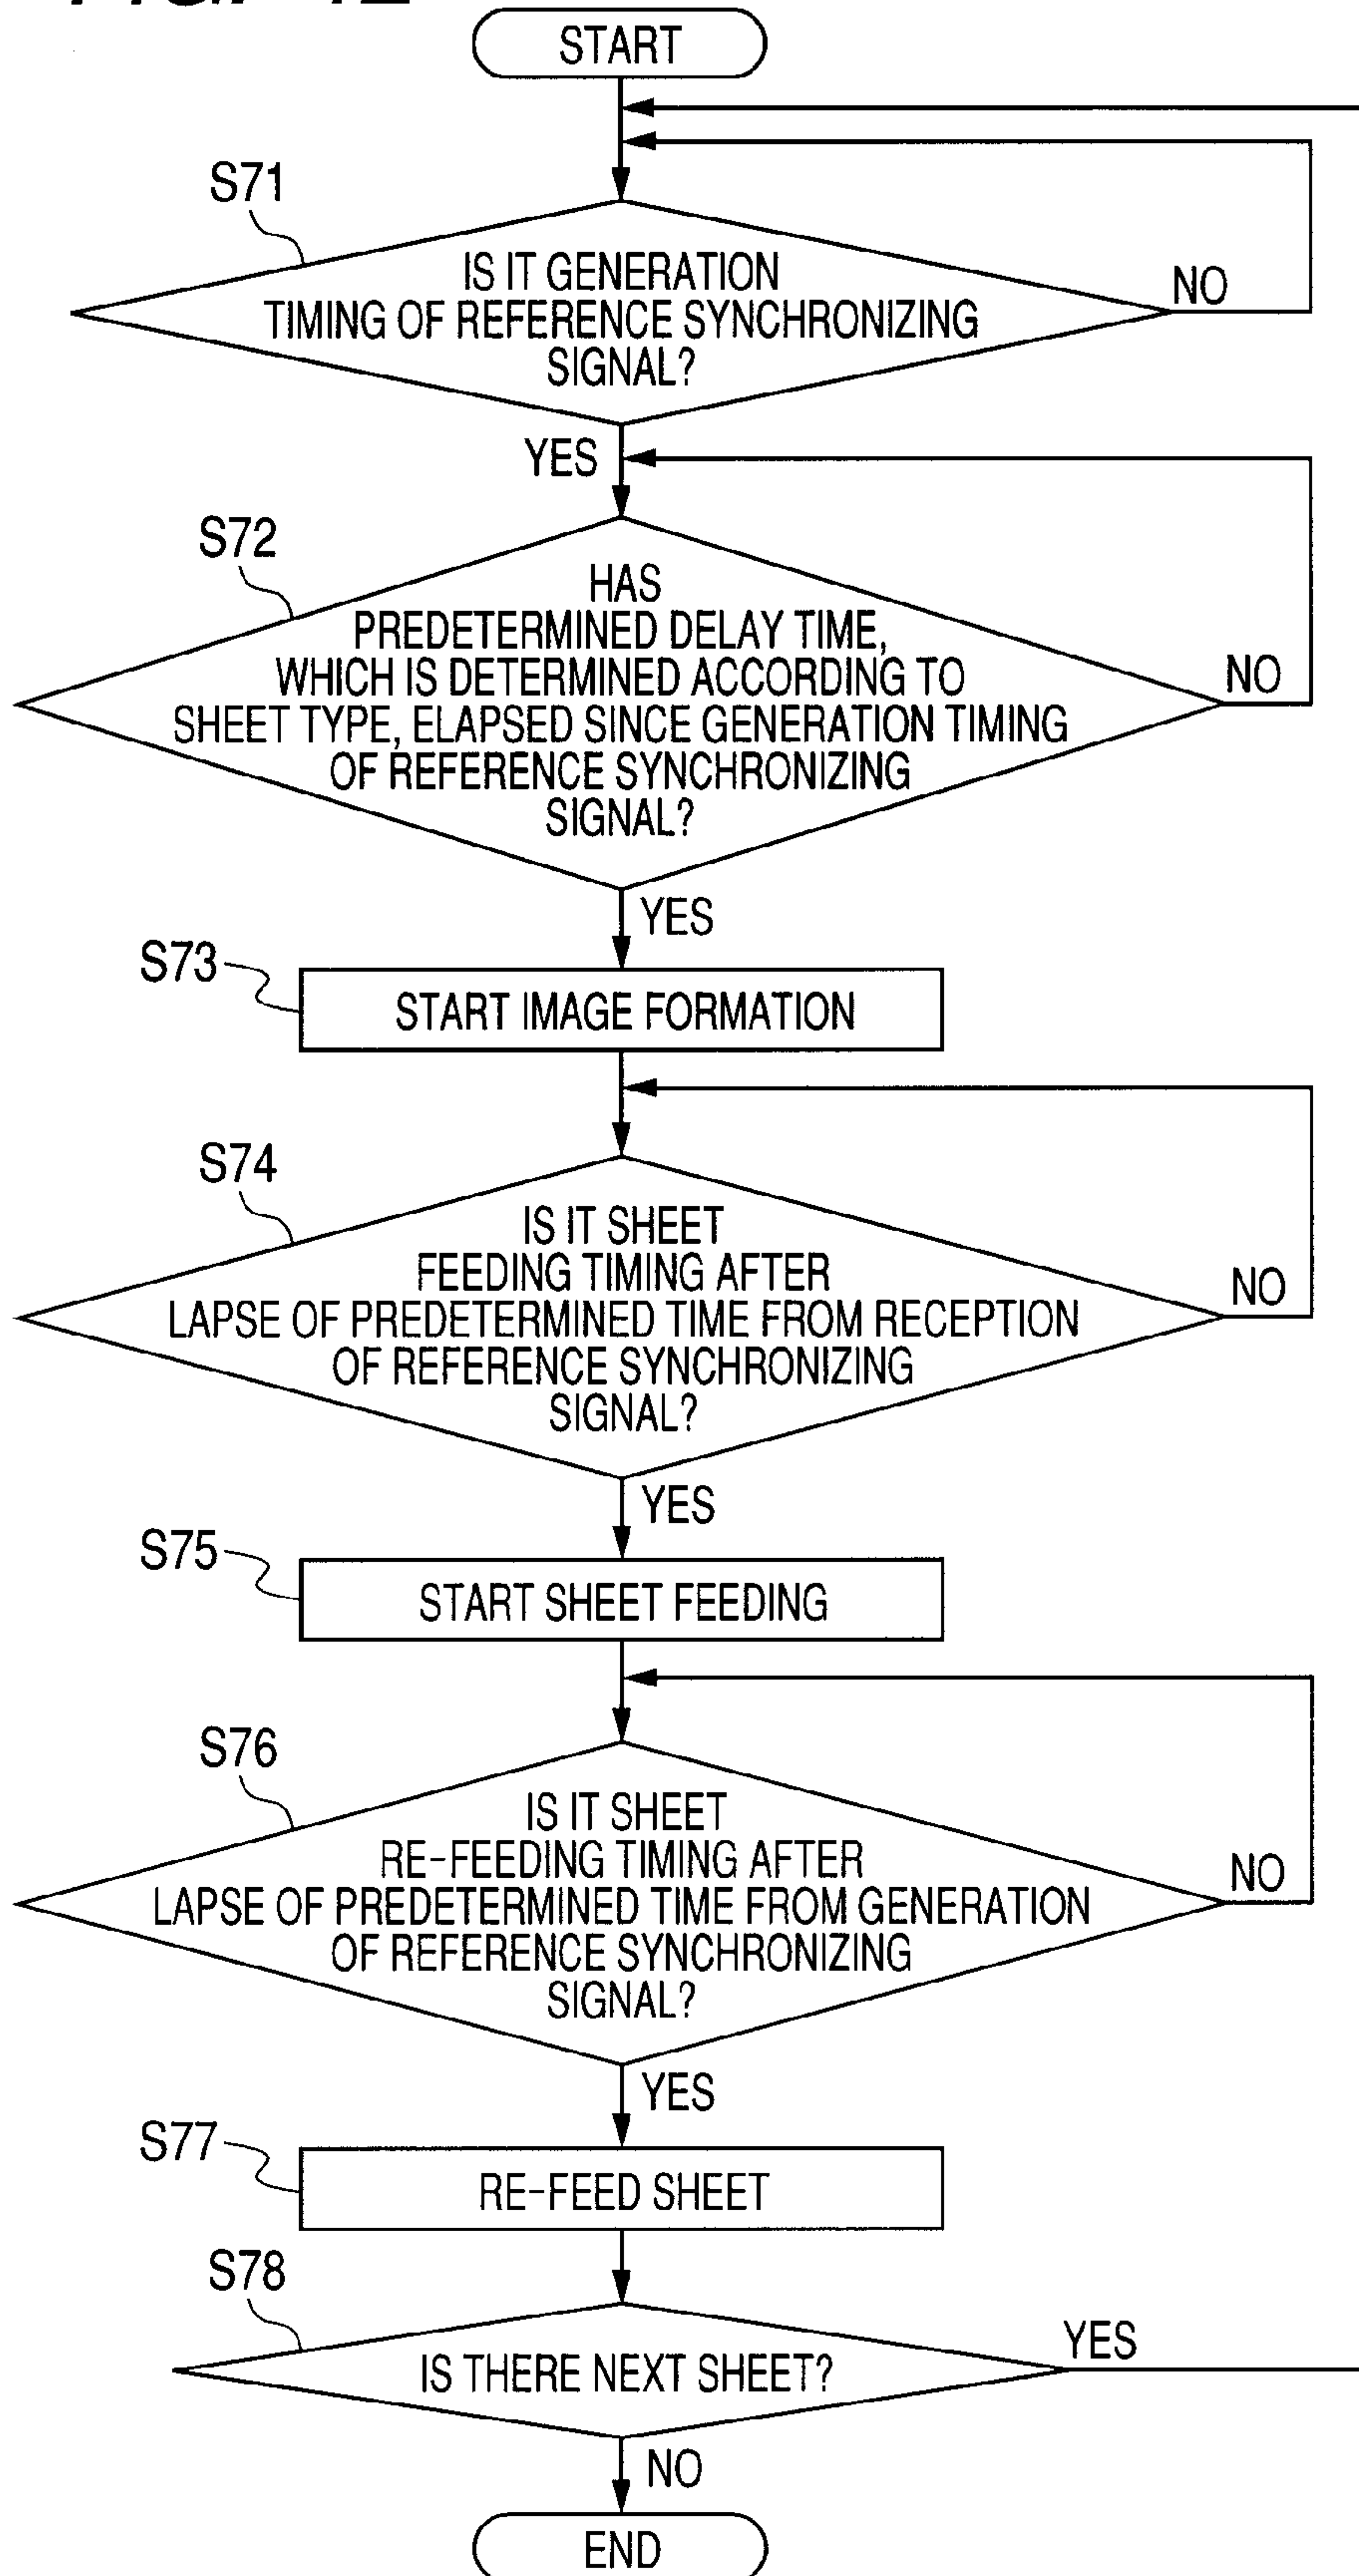 START
S71
IS IT GENERATION
TIMING OF REFERENCE SYNCHRONIZING
SIGNAL?
NO
YES
S72
HAS
PREDETERMINED DELAY TIME,
WHICH IS DETERMINED ACCORDING TO
SHEET TYPE, ELAPSED SINCE GENERATION TIMING
OF REFERENCE SYNCHRONIZING
SIGNAL?
NO
YES
S73
START IMAGE FORMATION
S74
IS IT SHEET
FEEDING TIMING AFTER
LAPSE OF PREDETERMINED TIME FROM RECEPTION
OF REFERENCE SYNCHRONIZING
SIGNAL?
NO
YES
S75
START SHEET FEEDING
S76
IS IT SHEET
RE-FEEDING TIMING AFTER
LAPSE OF PREDETERMINED TIME FROM GENERATION
OF REFERENCE SYNCHRONIZING
SIGNAL?
NO
YES
S77
RE-FEED SHEET
S78
IS THERE NEXT SHEET?
YES
NO
END